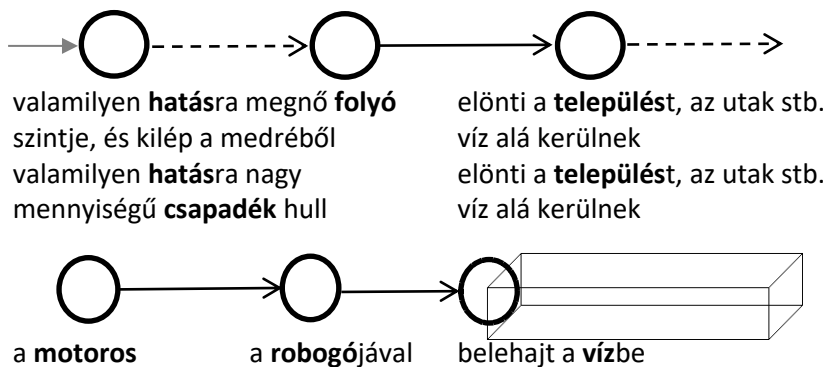 valamilyen hatásra megnő folyó elönti a települést, az utak stb.
szintje, és kilép a medréből víz alá kerülnek
valamilyen hatásra nagy elönti a települést, az utak stb.
mennyiségű csapadék hull víz alá kerülnek
a motoros a robogójával belehajt a vízbe